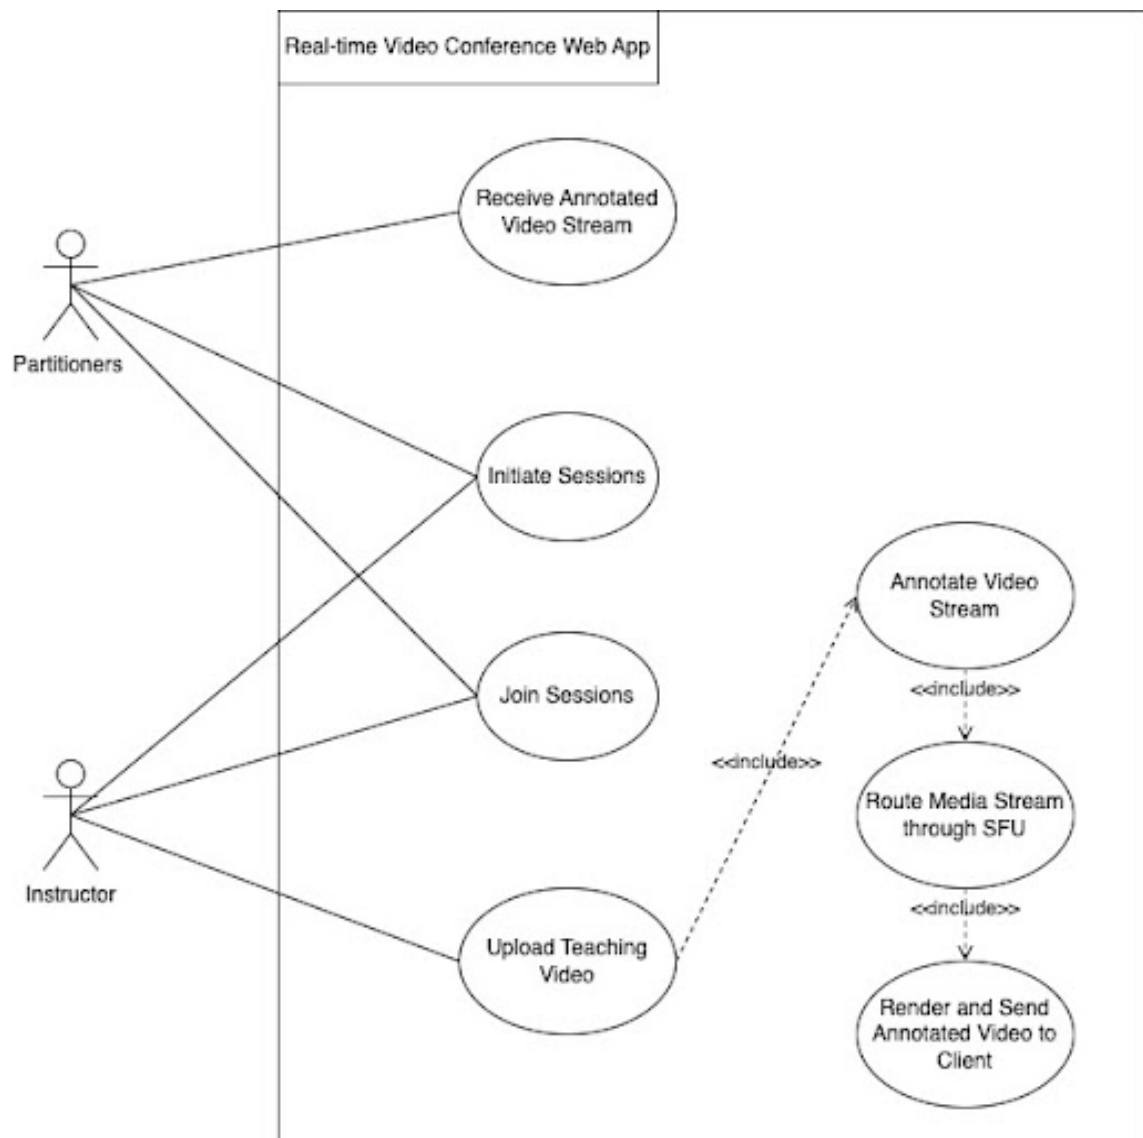 Real-time Video Conference Web App
Receive Annotated
Video Stream
Partitioners
Initiate Sessions
Annotate Video
Stream
<<include>>
Join Sessions
<<include>>
Route Media Stream
through SFU
Instructor
<<include>>
Upload Teaching
Video
Render and Send
Annotated Video to
Client